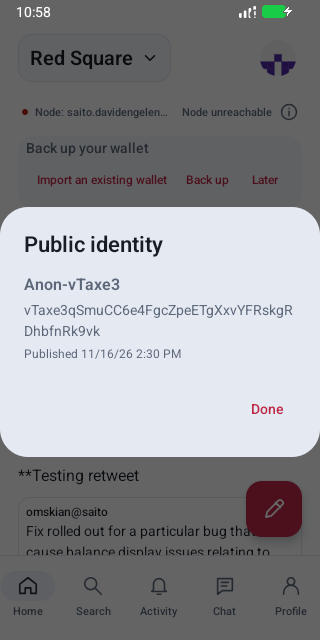 10:58
Red Square
Node: saito.davidengelen... Node unreachable
Back up your wallet
Import an existing wallet Back up Later
Public identity
Anon-vTaxe3
vTaxe3qSmuCC6e4FgcZpeETgXxvYFRskgR
DhbfnRk9vk
Published 11/16/26 2:30 PM
Done
**Testing retweet
omskian@saito
Fix rolled out for a particular bug that
cause balance display issues relating to
Home Search Activity Chat Profile